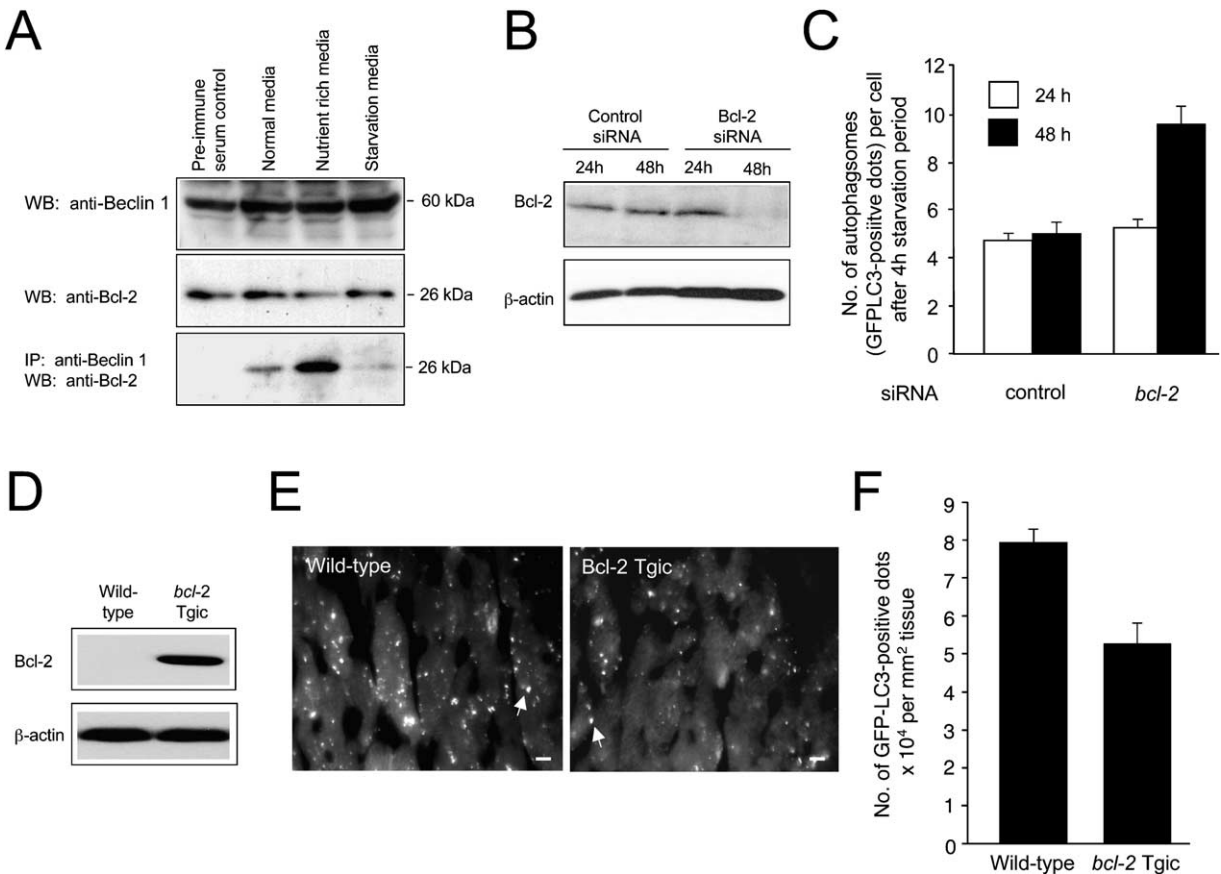 A
Pre-immune
serum control
Normal media
Nutrient rich media
Starvation media
WB: anti-Beclin 1
- 60 kDa
WB: anti-Bcl-2
- 26 kDa
IP: anti-Beclin 1
WB: anti-Bcl-2
- 26 kDa
B
Control
siRNA
Bcl-2
siRNA
24h
48h
24h
48h
Bcl-2
β-actin
C
No. of autophagsomes
(GFPLC3-positive dots) per cell
after 4h starvation period
12
10
8
6
4
2
0
24 h
48 h
siRNA
control
bcl-2
D
Wild-
type
bcl-2
Tgic
Bcl-2
β-actin
E
Wild-type
Bcl-2 Tgic
F
No. of GFP-LC3-positive dots
x 10⁴ per mm² tissue
9
8
7
6
5
3
2
1
0
Wild-type
bcl-2 Tgic